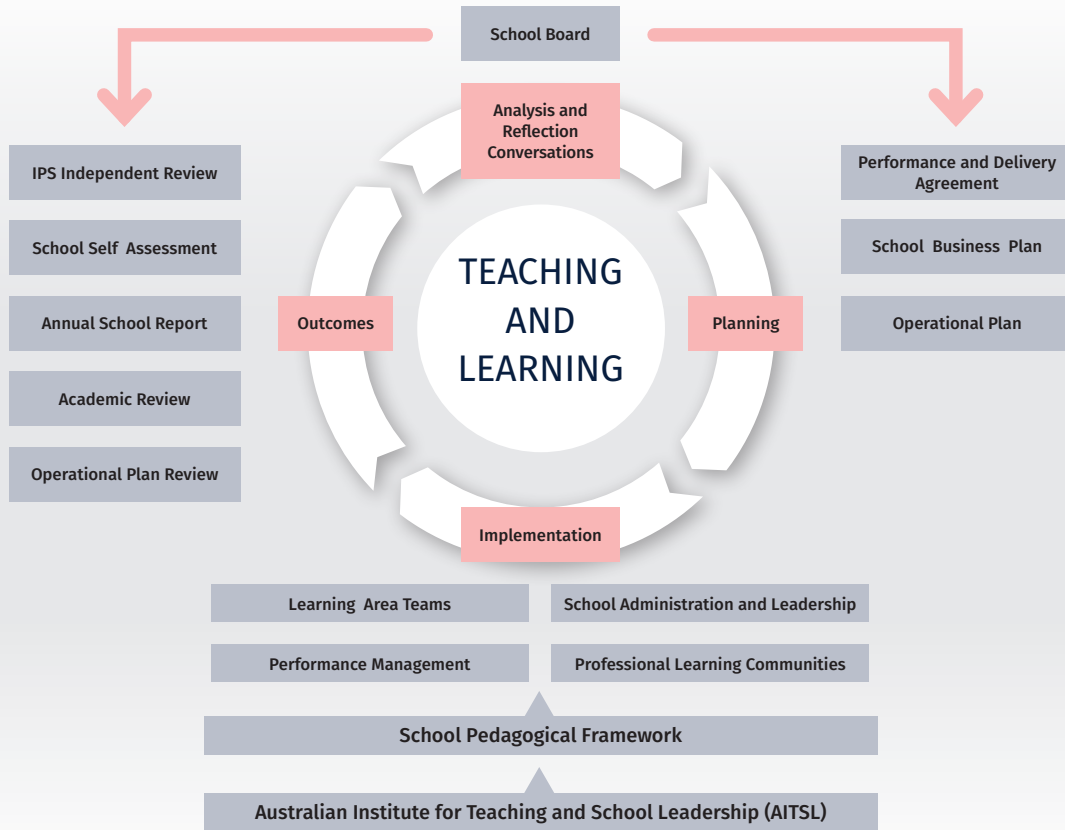 School Board
Analysis and
Reflection
Conversations
IPS Independent Review
School Self Assessment
Annual School Report
Academic Review
Operational Plan Review
Outcomes
TEACHING
AND
LEARNING
Planning
Performance and Delivery
Agreement
School Business Plan
Operational Plan
Implementation
Learning Area Teams
School Administration and Leadership
Performance Management
Professional Learning Communities
School Pedagogical Framework
Australian Institute for Teaching and School Leadership (AITSL)